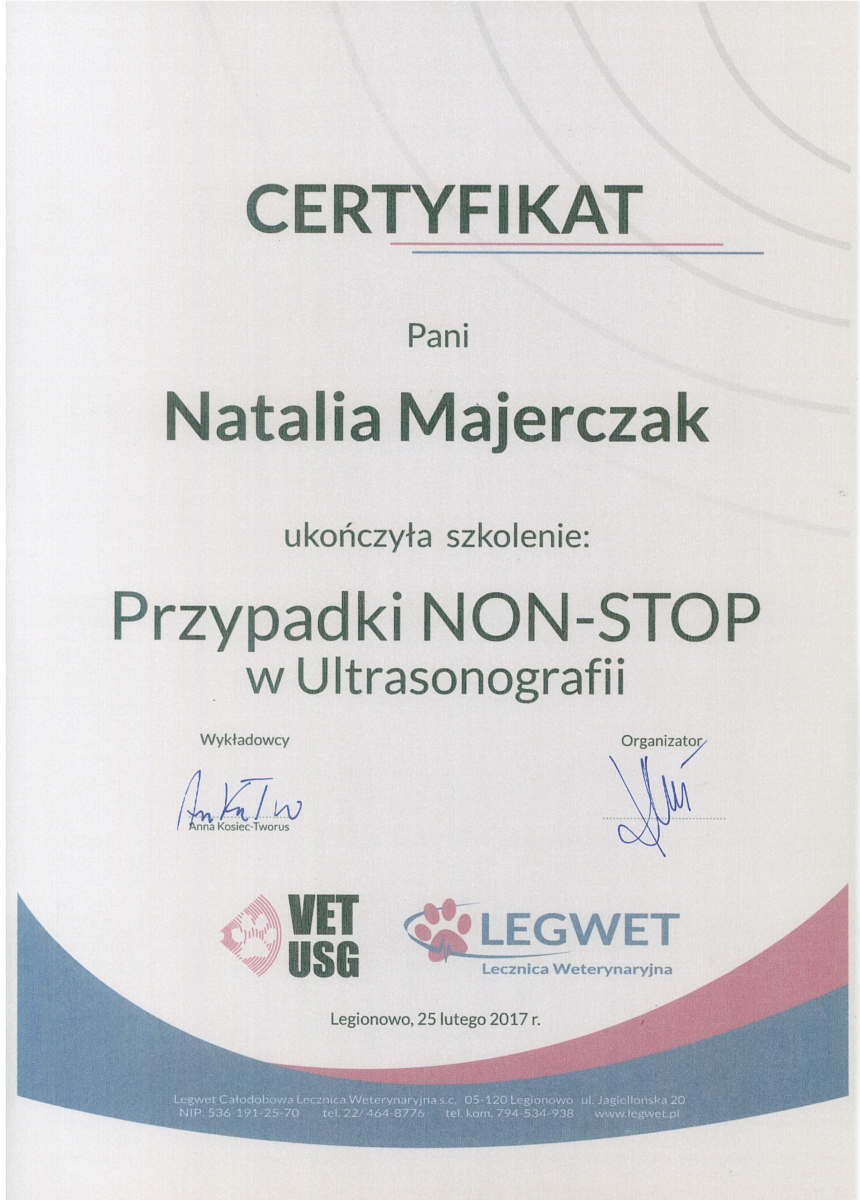 CERTYFIKAT
Pani
Natalia Majerczak
ukończyła szkolenie:
Przypadki NON-STOP
w Ultrasonografii
Wykładowcy
Organizator
Anna Kosiec-Tworus
VET
USG
LEGWET
Lecznica Weterynaryjna
Legionowo, 25 lutego 2017 r.
Legwet Całodobowa Lecznica Weterynaryjna s.c. 05-120 Legionowo ul. Jagiellońska 20
NIP: 536-191-25-70 tel. 22/ 464-8776 tel. kom. 794-534-938 www.legwet.pl